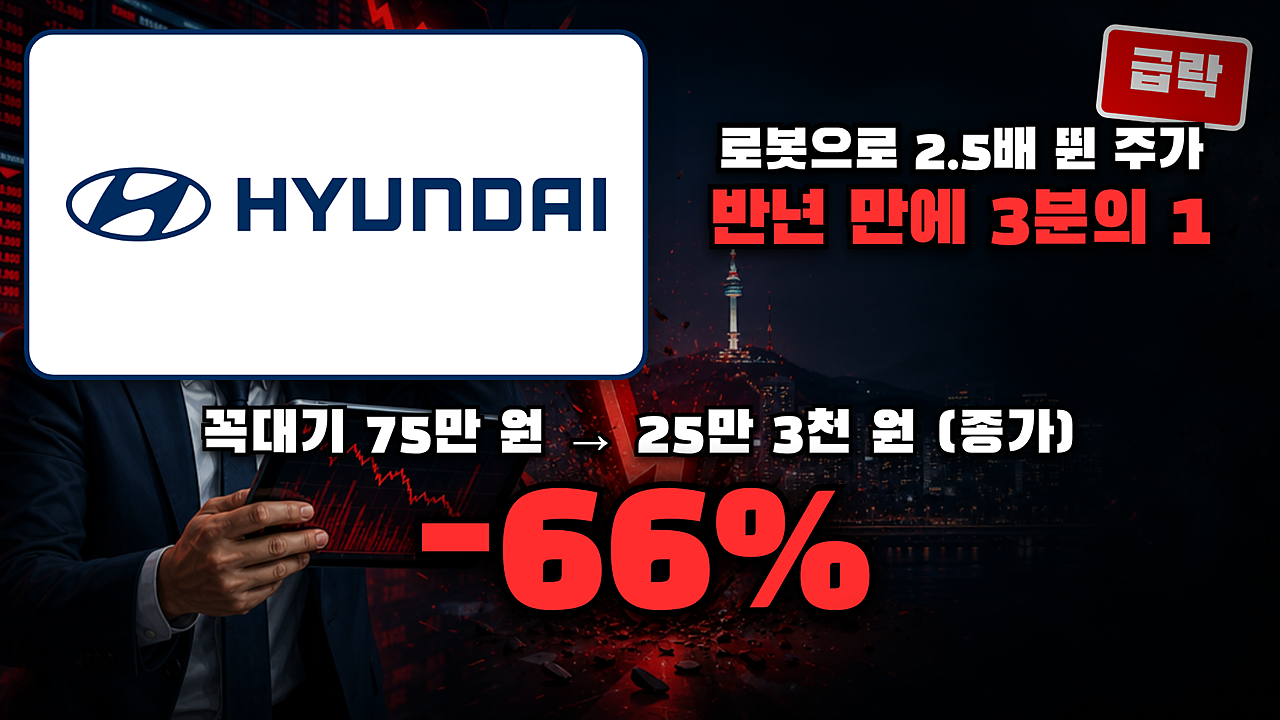 HYUNDAI
급락
로봇으로 2.5배 뛴 주가
반년 만에 3분의 1
꼭대기 75만 원 → 25만 3천 원 (종가)
-66%